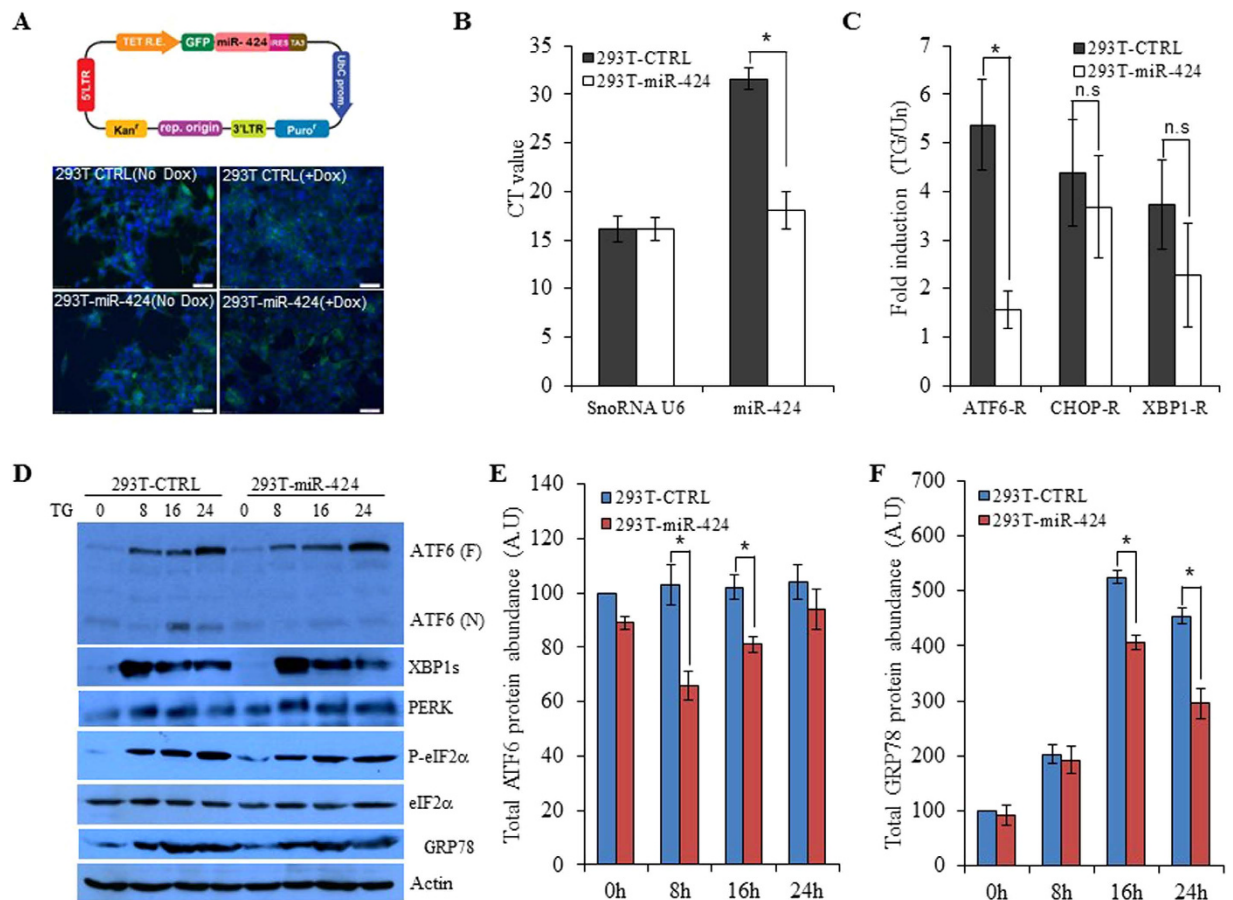 A
TET R.E. GFP miR- 424 IRES TA3
5'LTR
UbC prom.
Kanr rep. origin 3'LTR Puror
293T CTRL(No Dox) 293T CTRL(+Dox)
293T-miR-424(No Dox) 293T-miR-424(+Dox)
B
CT value
35
30
25
20
15
10
5
0
293T-CTRL
293T-miR-424
*
SnoRNA U6 miR-424
C
Fold induction (TG/Un)
7
6
5
4
3
2
1
0
293T-CTRL
293T-miR-424
*
n.s
n.s
ATF6-R CHOP-R XBP1-R
D
293T-CTRL 293T-miR-424
TG 0 8 16 24 0 8 16 24
ATF6 (F)
ATF6 (N)
XBP1s
PERK
P-eIF2α
eIF2α
GRP78
Actin
E
Total ATF6 protein abundance (A.U)
140
120
100
80
60
40
20
0
293T-CTRL
293T-miR-424
*
*
0h 8h 16h 24h
F
Total GRP78 protein abundance (A.U)
700
600
500
400
300
200
100
0
293T-CTRL
293T-miR-424
*
*
0h 8h 16h 24h